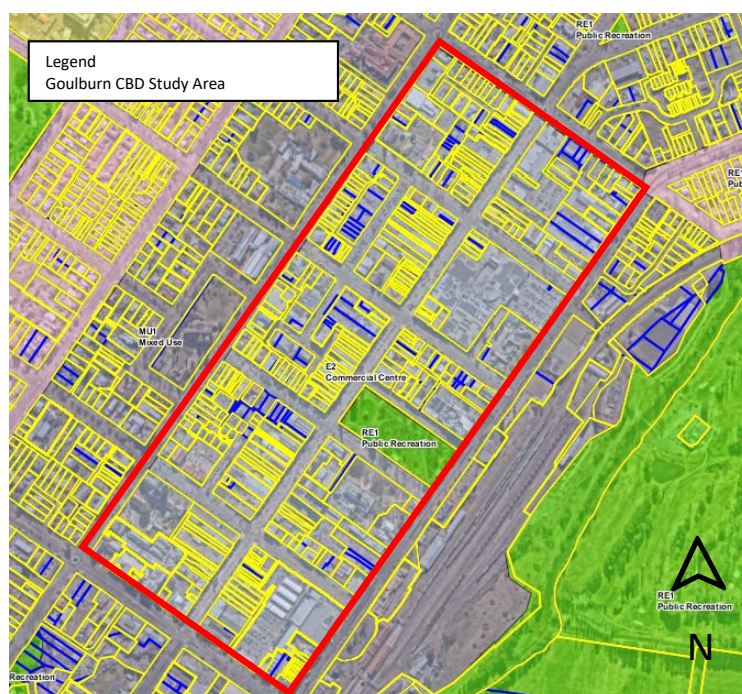 Legend
Goulburn CBD Study Area
RE1
Public Recreation
RE1
MU1
Mixed Use
E2
Commercial Centre
RE1
Public Recreation
RE1
Public Recreation
N
Recreation